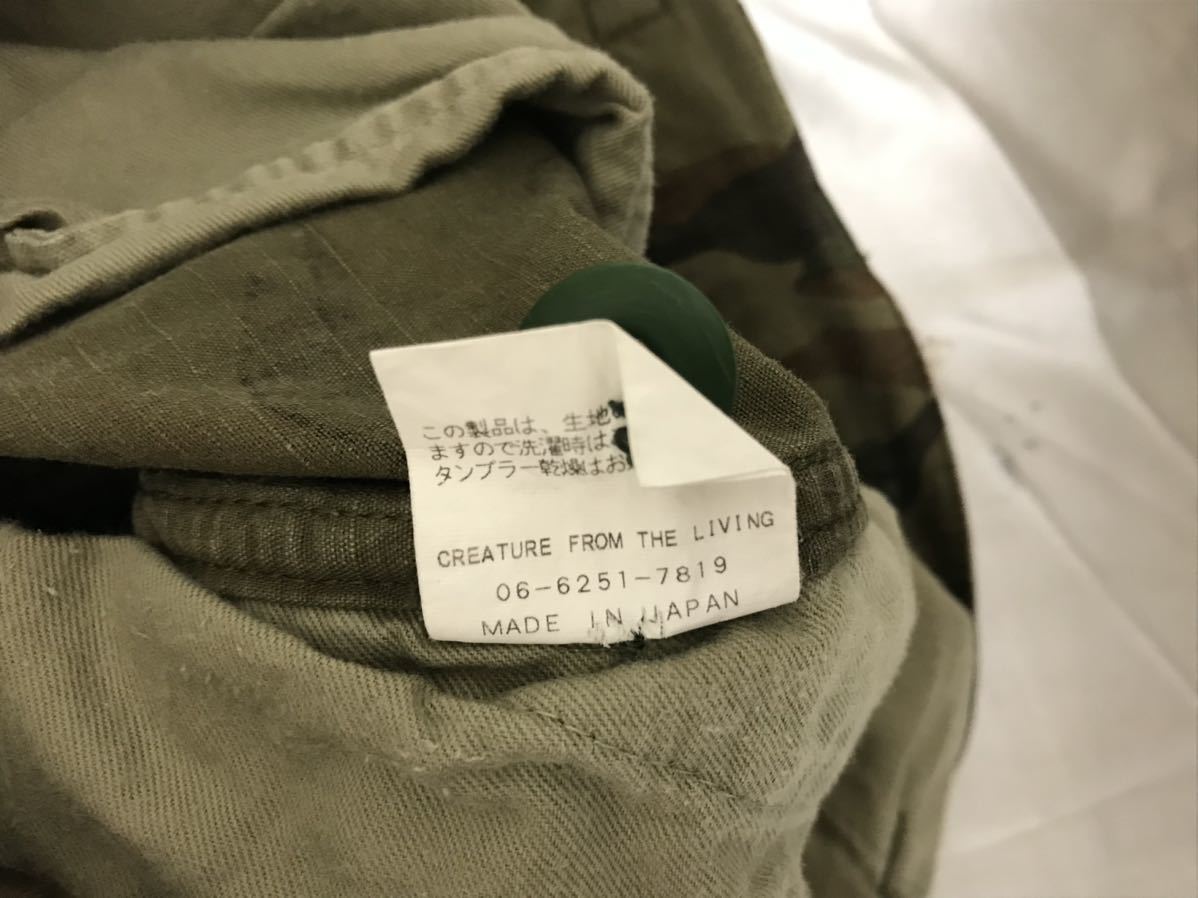 この製品は、生地
ますので洗濯時は
タンブラー乾燥はお
CREATURE FROM THE LIVING
06-6251-7819
MADE IN JAPAN